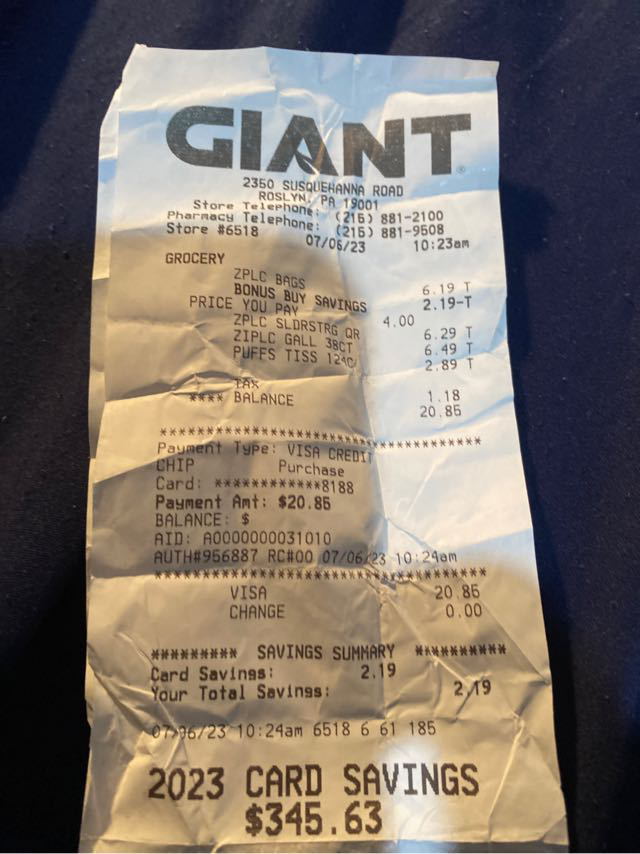 GIANT
2350 SUSQUEHANNA ROAD
ROSLYN, PA 19001
Store Telephone: (215) 881-2100
Pharmacy Telephone: (215) 881-9508
Store #6518 07/06/23 10:23am
GROCERY
ZPLC BAGS 6.19 T
BONUS BUY SAVINGS 2.19-T
PRICE YOU PAY 4.00
ZPLC SLDRSTRG QR 6.29 T
ZIPLC GALL 38CT 6.49 T
PUFFS TISS 124C 2.89 T
TAX 1.18
**** BALANCE 20.85
****************************************
Payment Type: VISA CREDIT
CHIP Purchase
Card: ************8188
Payment Amt: $20.85
BALANCE: $
AID: A0000000031010
AUTH#956887 RC#00 07/06/23 10:24am
****************************************
VISA 20.85
CHANGE 0.00
********* SAVINGS SUMMARY **********
Card Savings: 2.19
Your Total Savings: 2.19
07/06/23 10:24am 6518 6 61 185
2023 CARD SAVINGS
$345.63